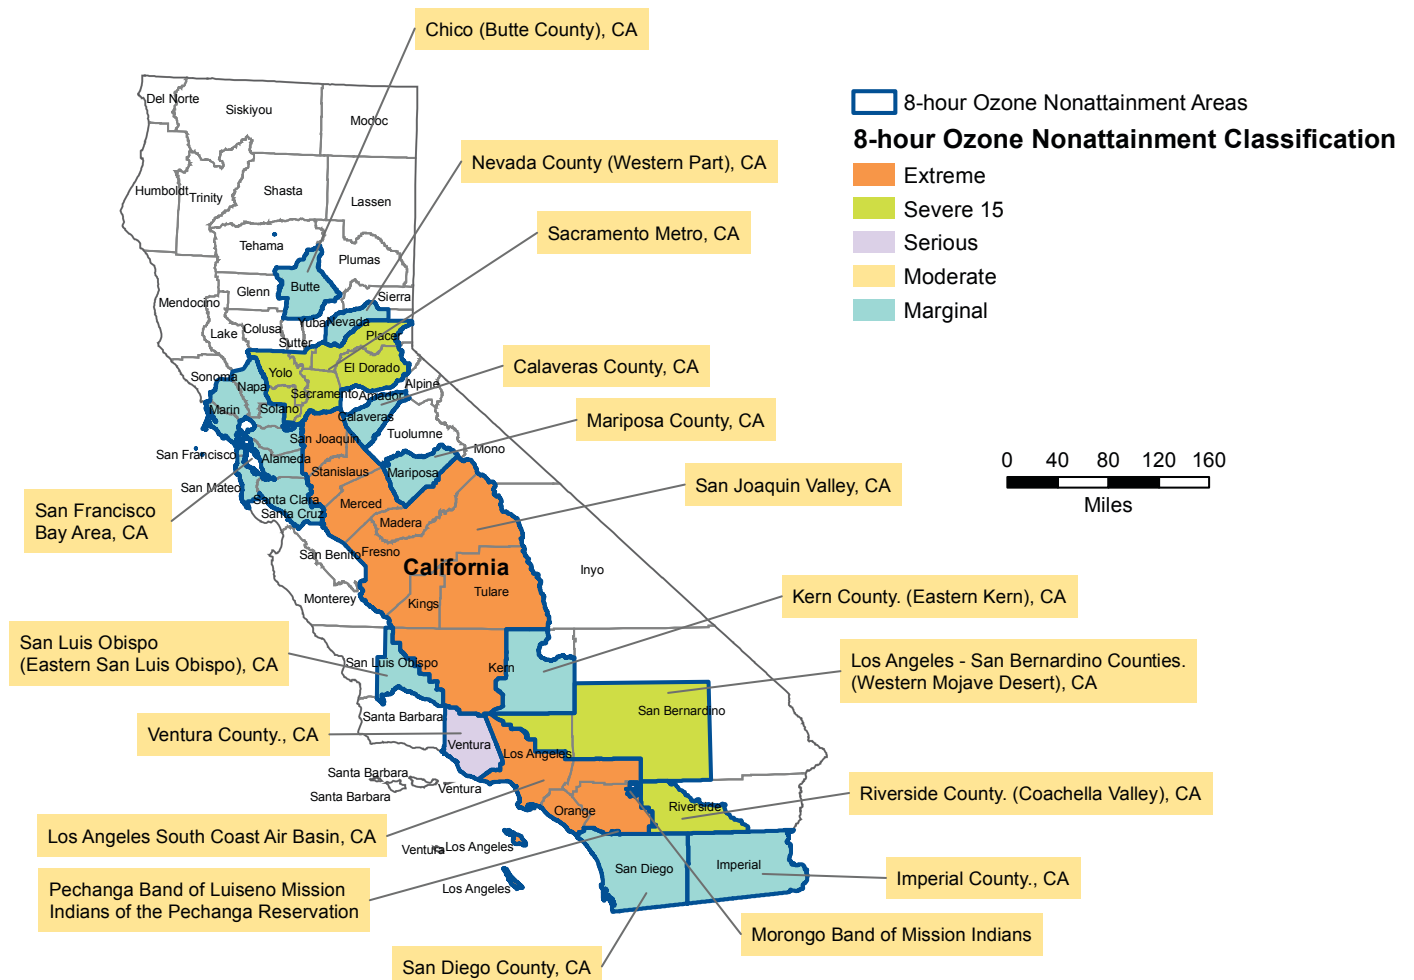 Chico (Butte County), CA
Nevada County (Western Part), CA
Sacramento Metro, CA
Calaveras County, CA
Mariposa County, CA
San Joaquin Valley, CA
Kern County. (Eastern Kern), CA
Los Angeles - San Bernardino Counties.
(Western Mojave Desert), CA
Riverside County. (Coachella Valley), CA
Imperial County., CA
Morongo Band of Mission Indians
San Diego County, CA
Pechanga Band of Luiseno Mission
Indians of the Pechanga Reservation
Los Angeles South Coast Air Basin, CA
Ventura County., CA
San Luis Obispo
(Eastern San Luis Obispo), CA
San Francisco
Bay Area, CA
8-hour Ozone Nonattainment Areas
8-hour Ozone Nonattainment Classification
Extreme
Severe 15
Serious
Moderate
Marginal
0 40 80 120 160
Miles
Del Norte
Siskiyou
Modoc
Humboldt
Trinity
Shasta
Lassen
Tehama
Plumas
Butte
Glenn
Sierra
Mendocino
Yuba
Nevada
Colusa
Lake
Sutter
Placer
Yolo
El Dorado
Sonoma
Napa
Sacramento
Amador
Alpine
Marin
Solano
Calaveras
Tuolumne
San Joaquin
Mono
San Francisco
Alameda
Stanislaus
Mariposa
San Mateo
Santa Clara
Merced
Santa Cruz
Madera
San Benito
Fresno
California
Inyo
Monterey
Kings
Tulare
San Luis Obispo
Kern
Santa Barbara
San Bernardino
Ventura
Los Angeles
Santa Barbara
Santa Barbara
Ventura
Orange
Riverside
Ventura
Los Angeles
Los Angeles
San Diego
Imperial